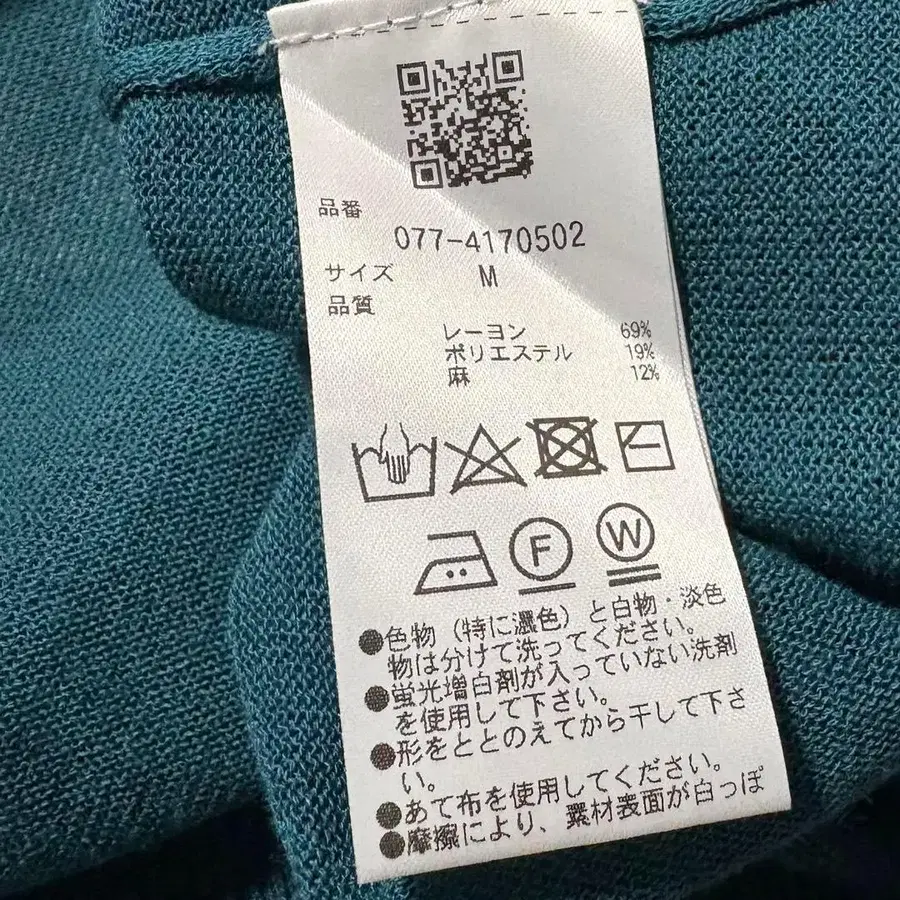 品番
077-4170502
サイズ M
品質
レーヨン 69%
ポリエステル 19%
麻 12%
F W
●色物（特に濃色）と白物・淡色
物は分けて洗ってください。
●蛍光増白剤が入っていない洗剤
を使用して下さい。
●形をととのえてから干して下さ
い。
●あて布を使用してください。
●摩擦により、素材表面が白っぽ